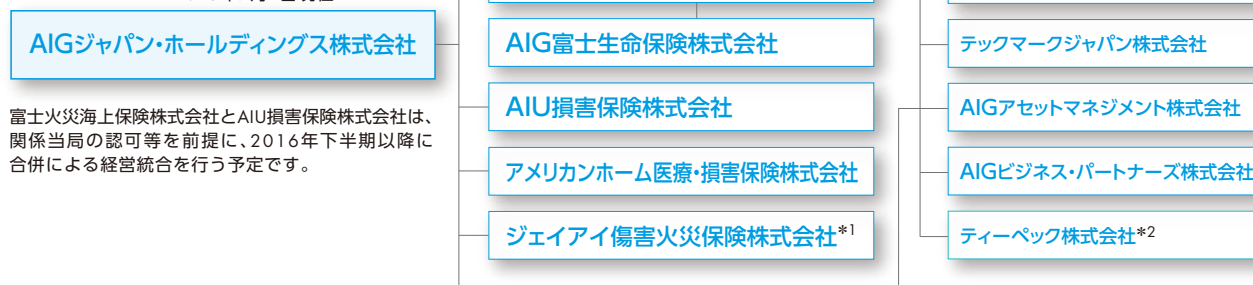 AIGジャパン・ホールディングス株式会社
富士火災海上保険株式会社とAIU損害保険株式会社は、
関係当局の認可等を前提に、2016年下半期以降に
合併による経営統合を行う予定です。
AIG富士生命保険株式会社
AIU損害保険株式会社
アメリカンホーム医療・損害保険株式会社
ジェイアイ傷害火災保険株式会社*1
テックマークジャパン株式会社
AIGアセットマネジメント株式会社
AIGビジネス・パートナーズ株式会社
ティーペック株式会社*2